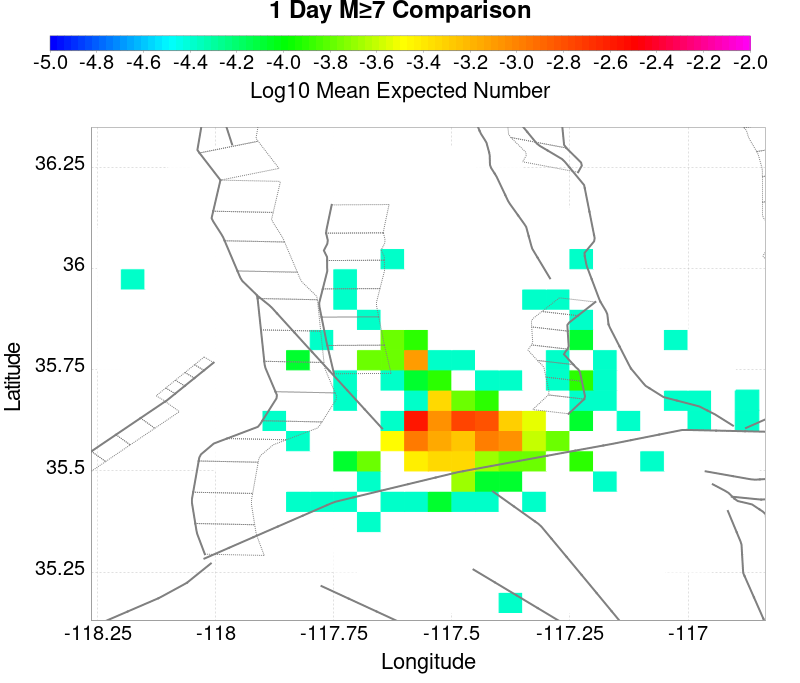 1 Day M≥7 Comparison
-5.0 -4.8 -4.6 -4.4 -4.2 -4.0 -3.8 -3.6 -3.4 -3.2 -3.0 -2.8 -2.6 -2.4 -2.2 -2.0
Log10 Mean Expected Number
36.25
36
35.75
35.5
35.25
Latitude
-118.25 -118 -117.75 -117.5 -117.25 -117
Longitude